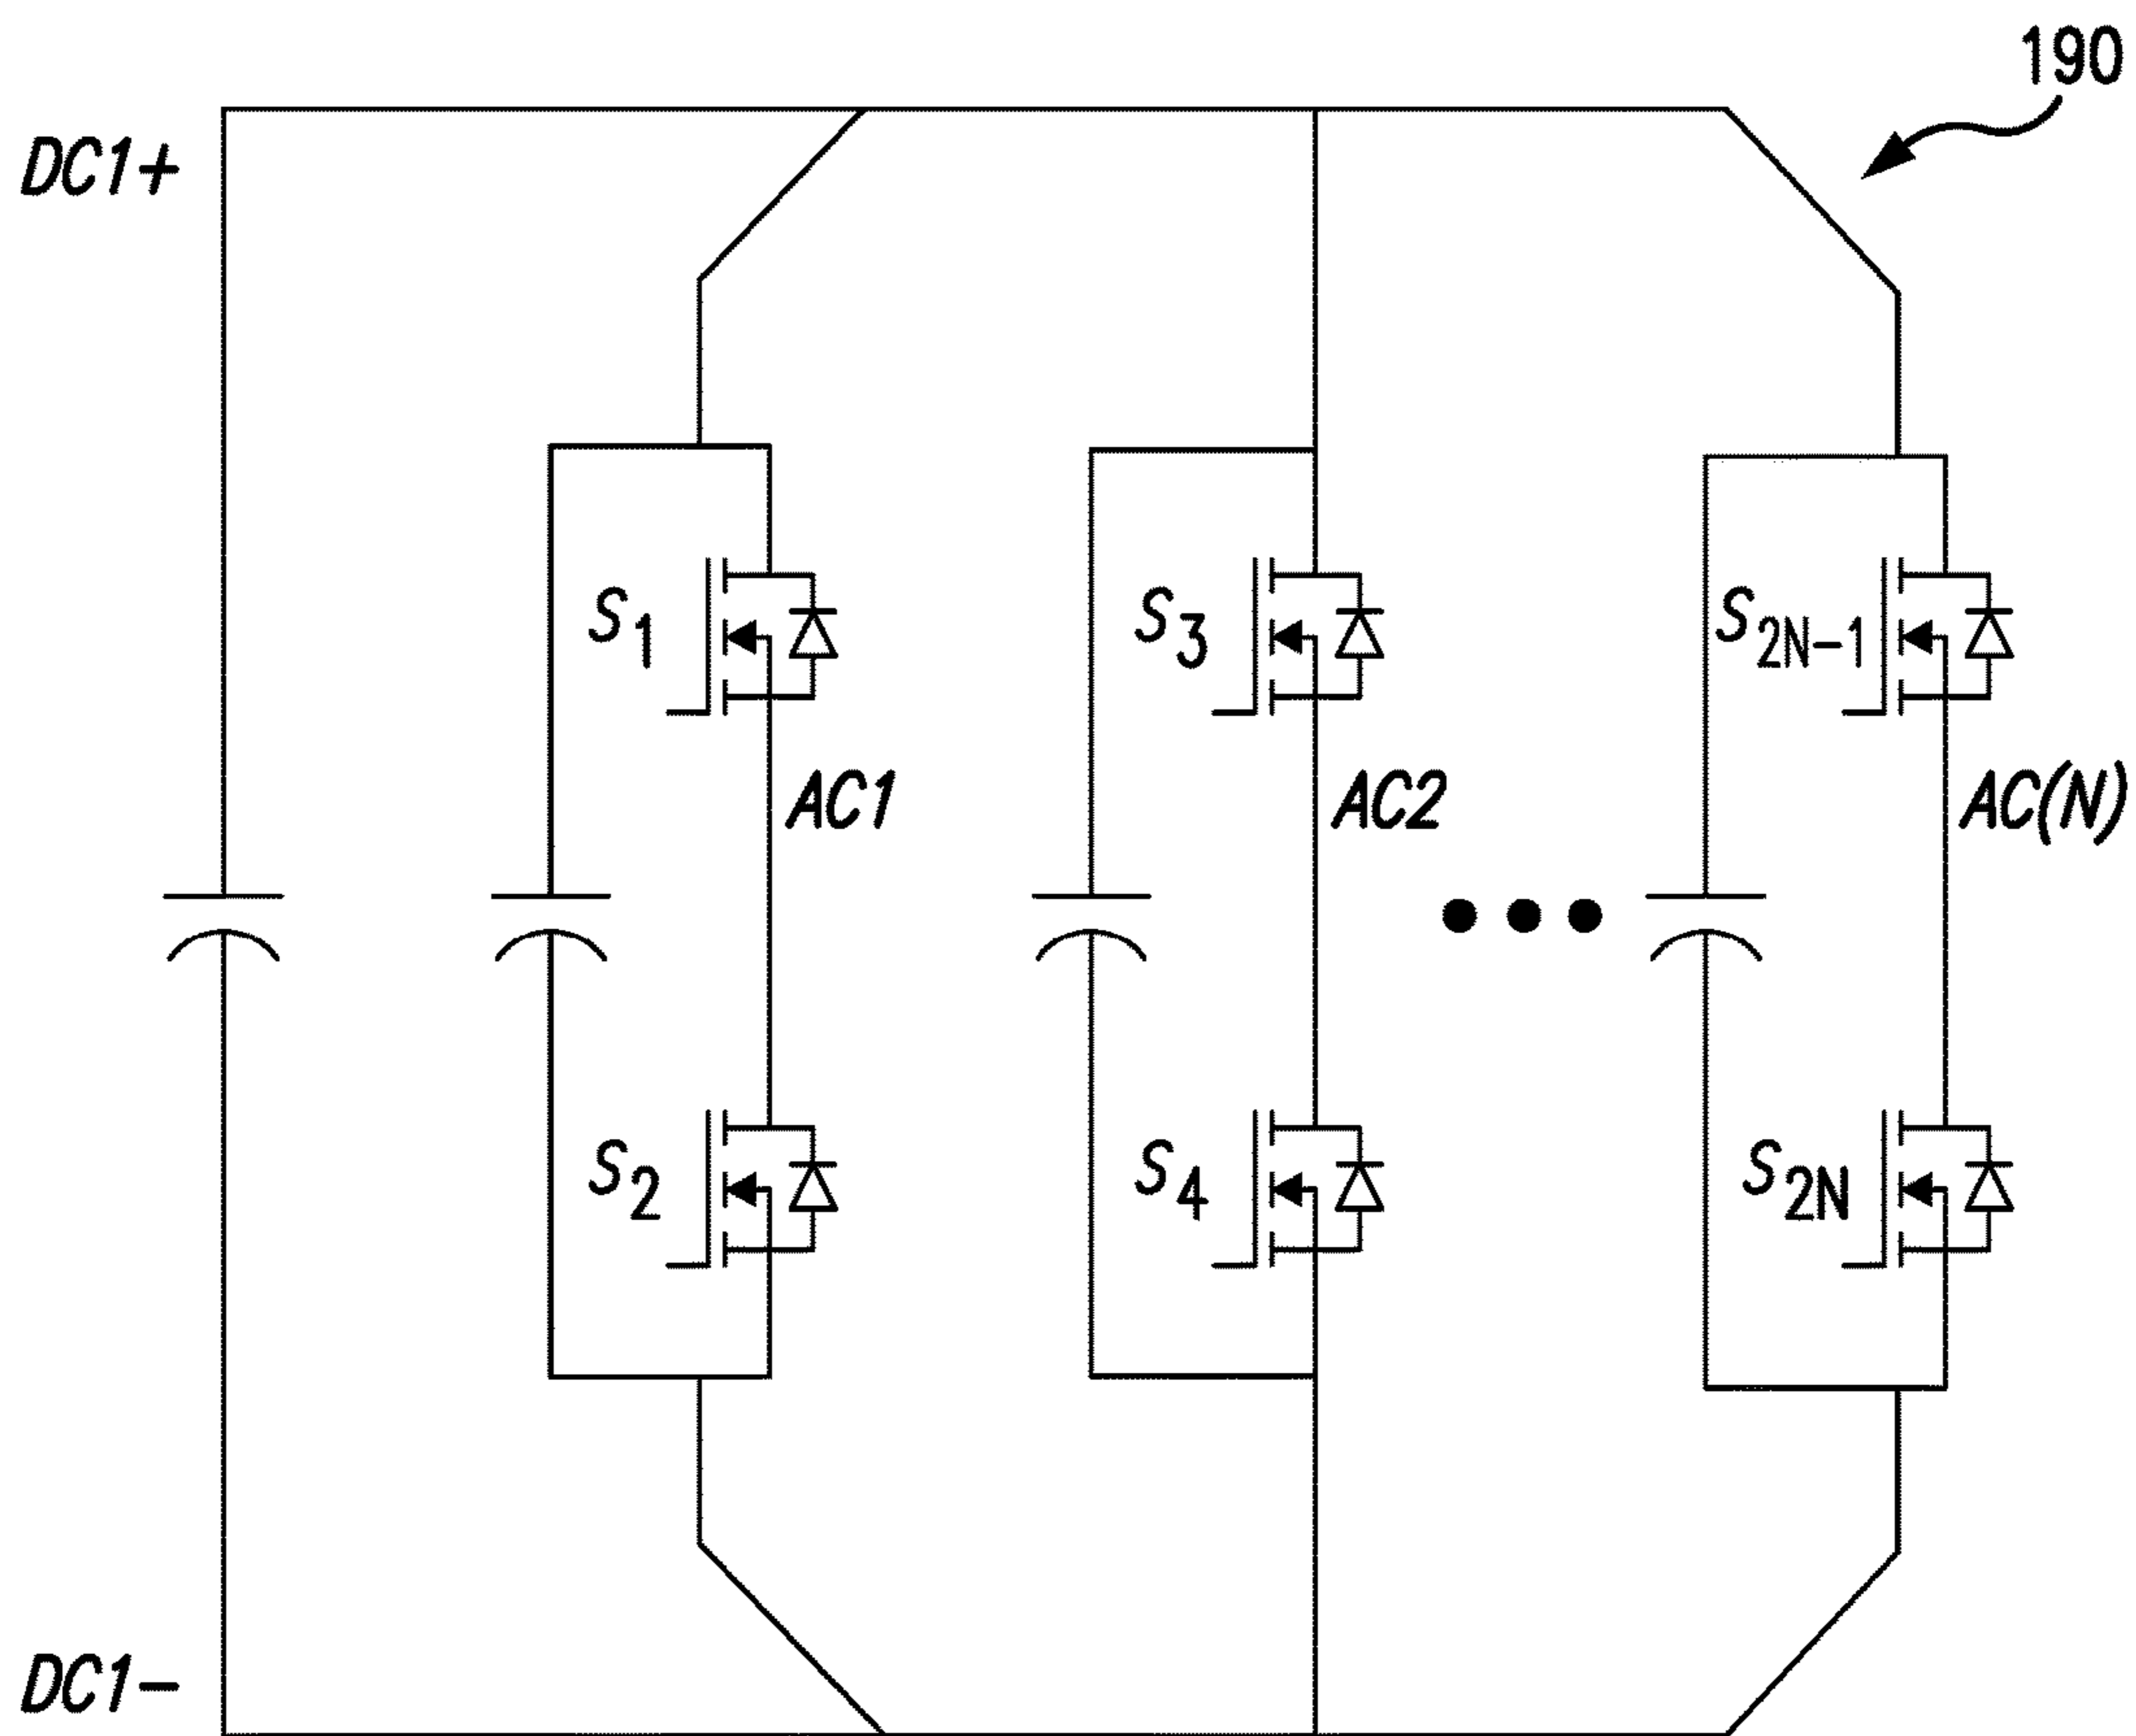 190
DC1+
S1
S3
S2N-1
AC1
AC2
AC(N)
S2
S4
S2N
DC1-